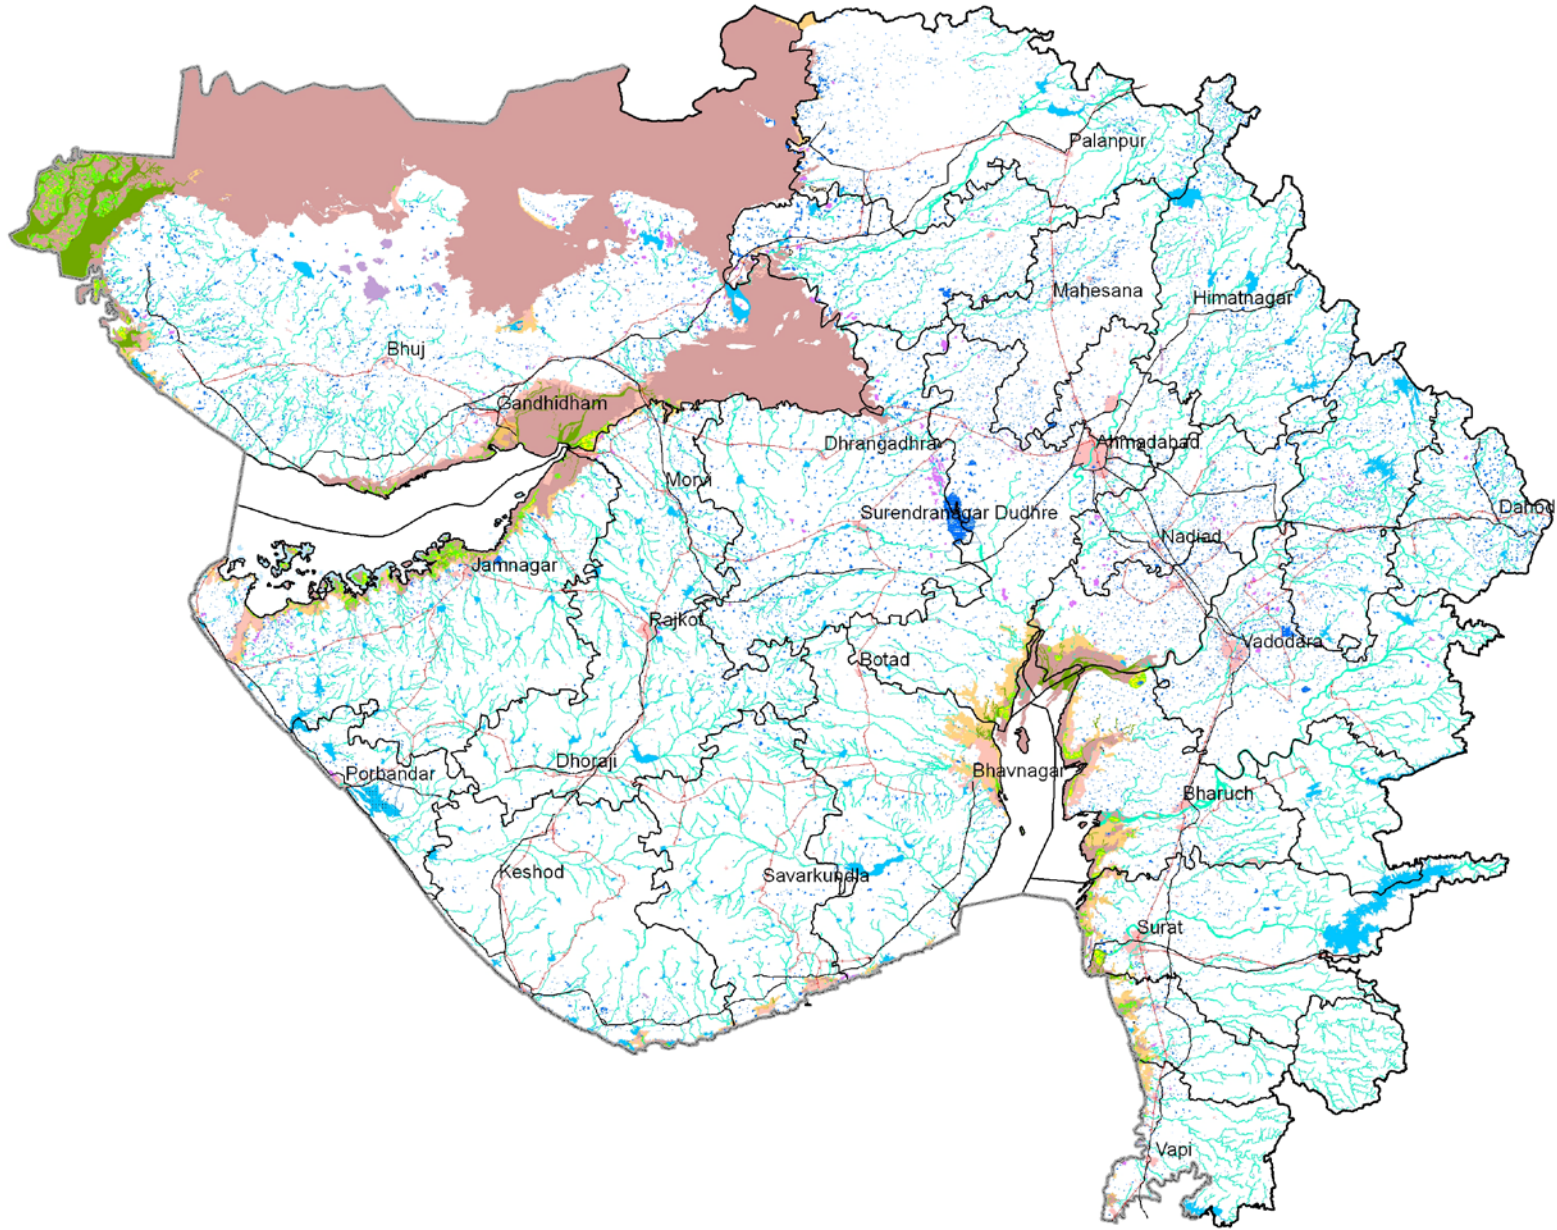 Palanpur
Mahesana
Himatnagar
Bhuj
Gandhidham
Dhrangadhra
Ahmadabad
Morvi
Surendranagar Dudhre
Dahod
Nadiad
Jamnagar
Rajkot
Vadodara
Botad
Dhoraji
Porbandar
Bhavnagar
Bharuch
Keshod
Savarkundla
Surat
Vapi